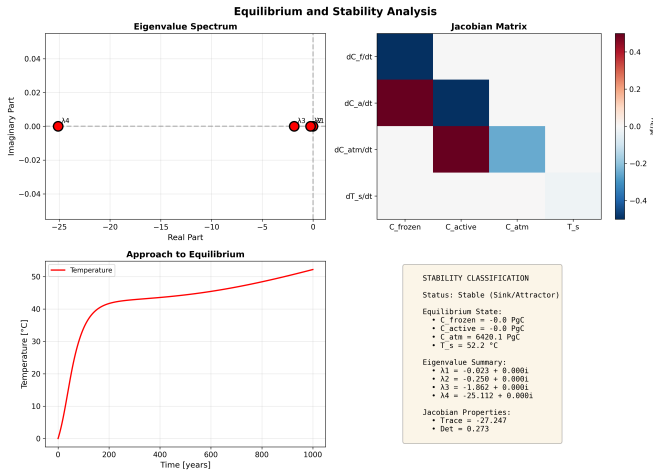 Equilibrium and Stability Analysis
Eigenvalue Spectrum
Imaginary Part
0.04
0.02
0.00
−0.02
−0.04
λ4
λ3
−25
−20
−15
−10
−5
0
Real Part
Jacobian Matrix
dC_f/dt
dC_a/dt
dC_atm/dt
dT_s/dt
C_frozen
C_active
C_atm
T_s
0.4
0.2
0.0
−0.2
−0.4
Approach to Equilibrium
Temperature
Temperature [°C]
50
40
30
20
10
0
0
200
400
600
800
1000
Time [years]
STABILITY CLASSIFICATION
Status: Stable (Sink/Attractor)
Equilibrium State:
• C_frozen = -0.0 PgC
• C_active = -0.0 PgC
• C_atm = 6420.1 PgC
• T_s = 52.2 °C
Eigenvalue Summary:
• λ1 = -0.023 + 0.000i
• λ2 = -0.250 + 0.000i
• λ3 = -1.862 + 0.000i
• λ4 = -25.112 + 0.000i
Jacobian Properties:
• Trace = -27.247
• Det = 0.273